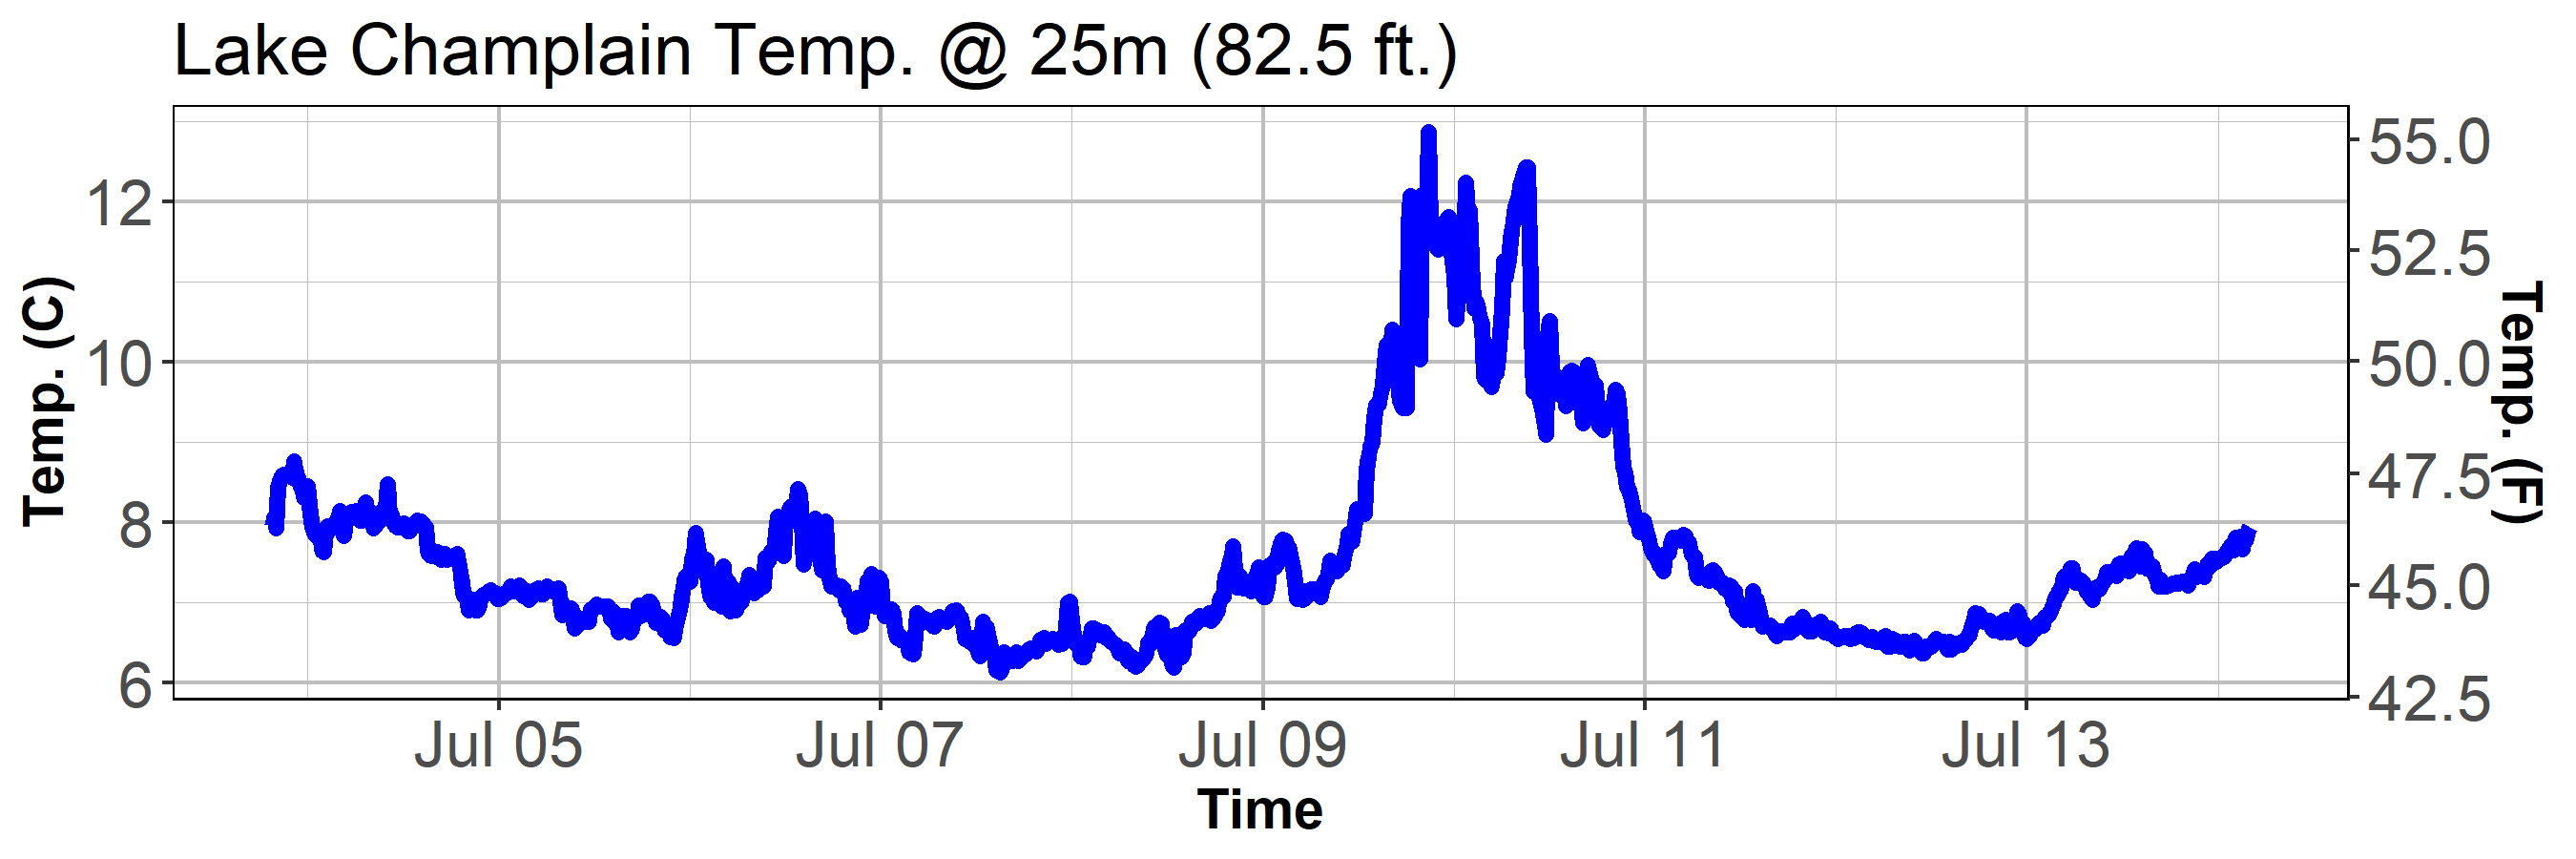 Lake Champlain Temp. @ 25m (82.5 ft.)
Temp. (C)
12
10
8
6
55.0
52.5
50.0
47.5
45.0
42.5
Temp. (F)
Jul 05 Jul 07 Jul 09 Jul 11 Jul 13
Time